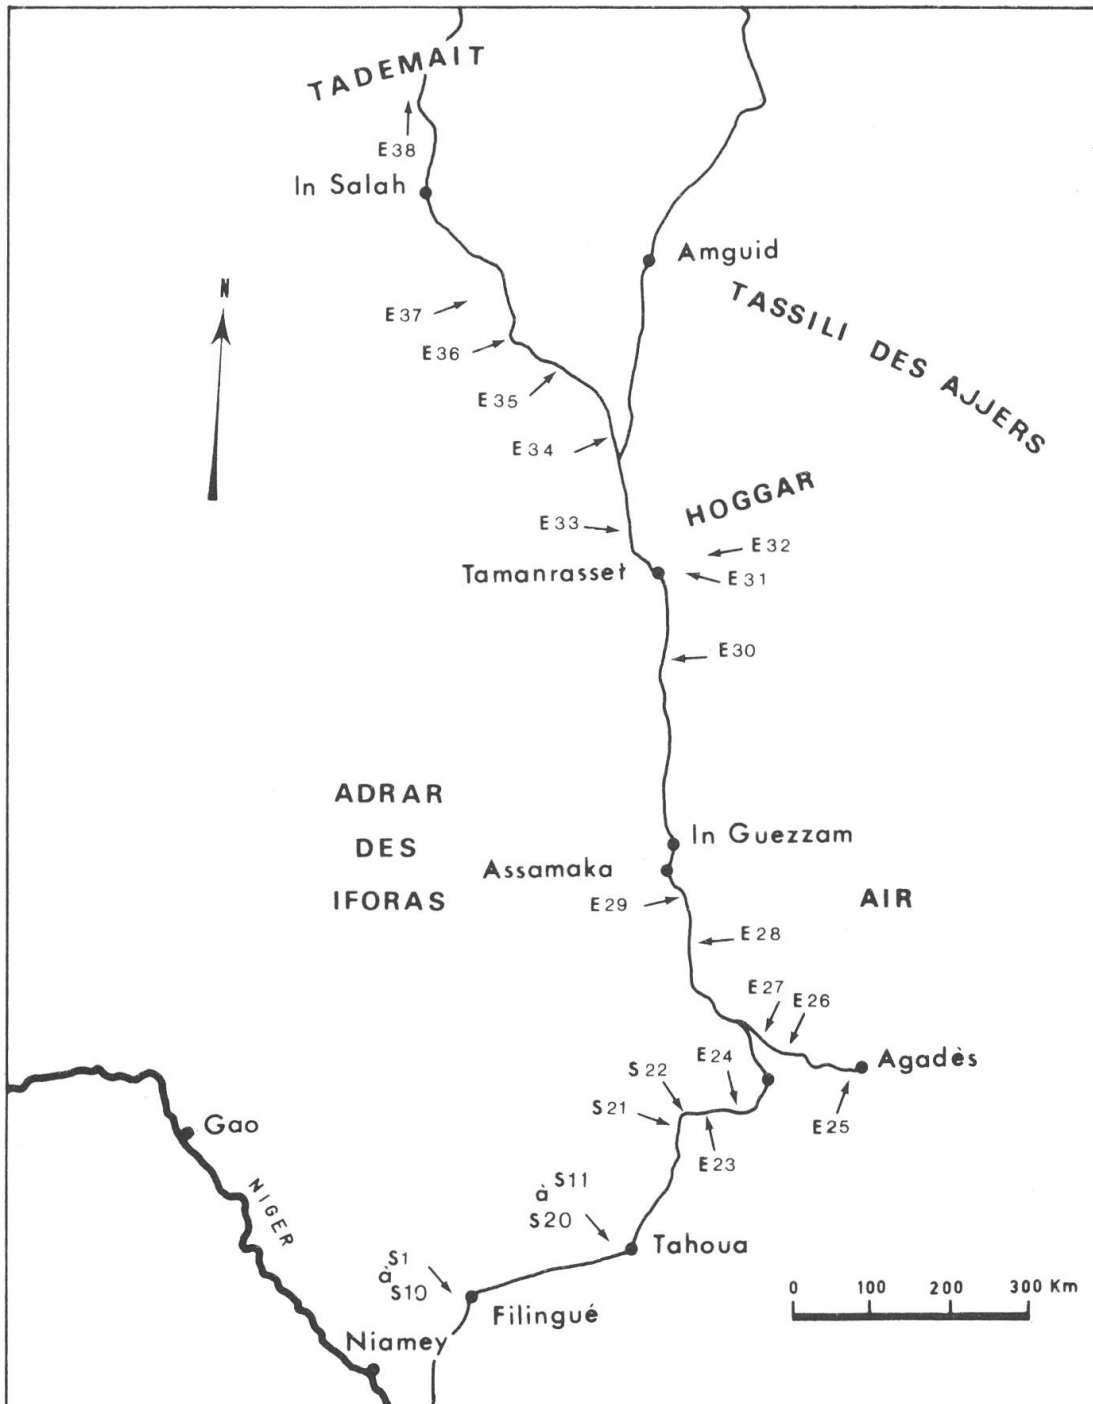 TADEMAIT
E38
In Salah
Amguid
N
TASSILI DES AJJERS
E37
E36
E35
E34
HOGGAR
E33
E32
Tamanrasset
E31
E30
ADRAR
DES
IFORAS
In Guezzam
Assamaka
E29
AIR
E28
E27
E26
E24
Agadès
S22
S21
Gao
E25
E23
NIGER
S11
à
S20
Tahoua
S1
à
S10
0 100 200 300 Km
Filingué
Niamey